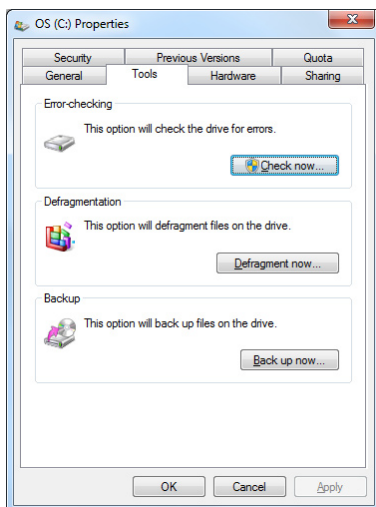 OS (C:) Properties
Security Previous Versions Quota
General Tools Hardware Sharing
Error-checking
This option will check the drive for errors.
Check now...
Defragmentation
This option will defragment files on the drive.
Defragment now...
Backup
This option will back up files on the drive.
Back up now...
OK Cancel Apply